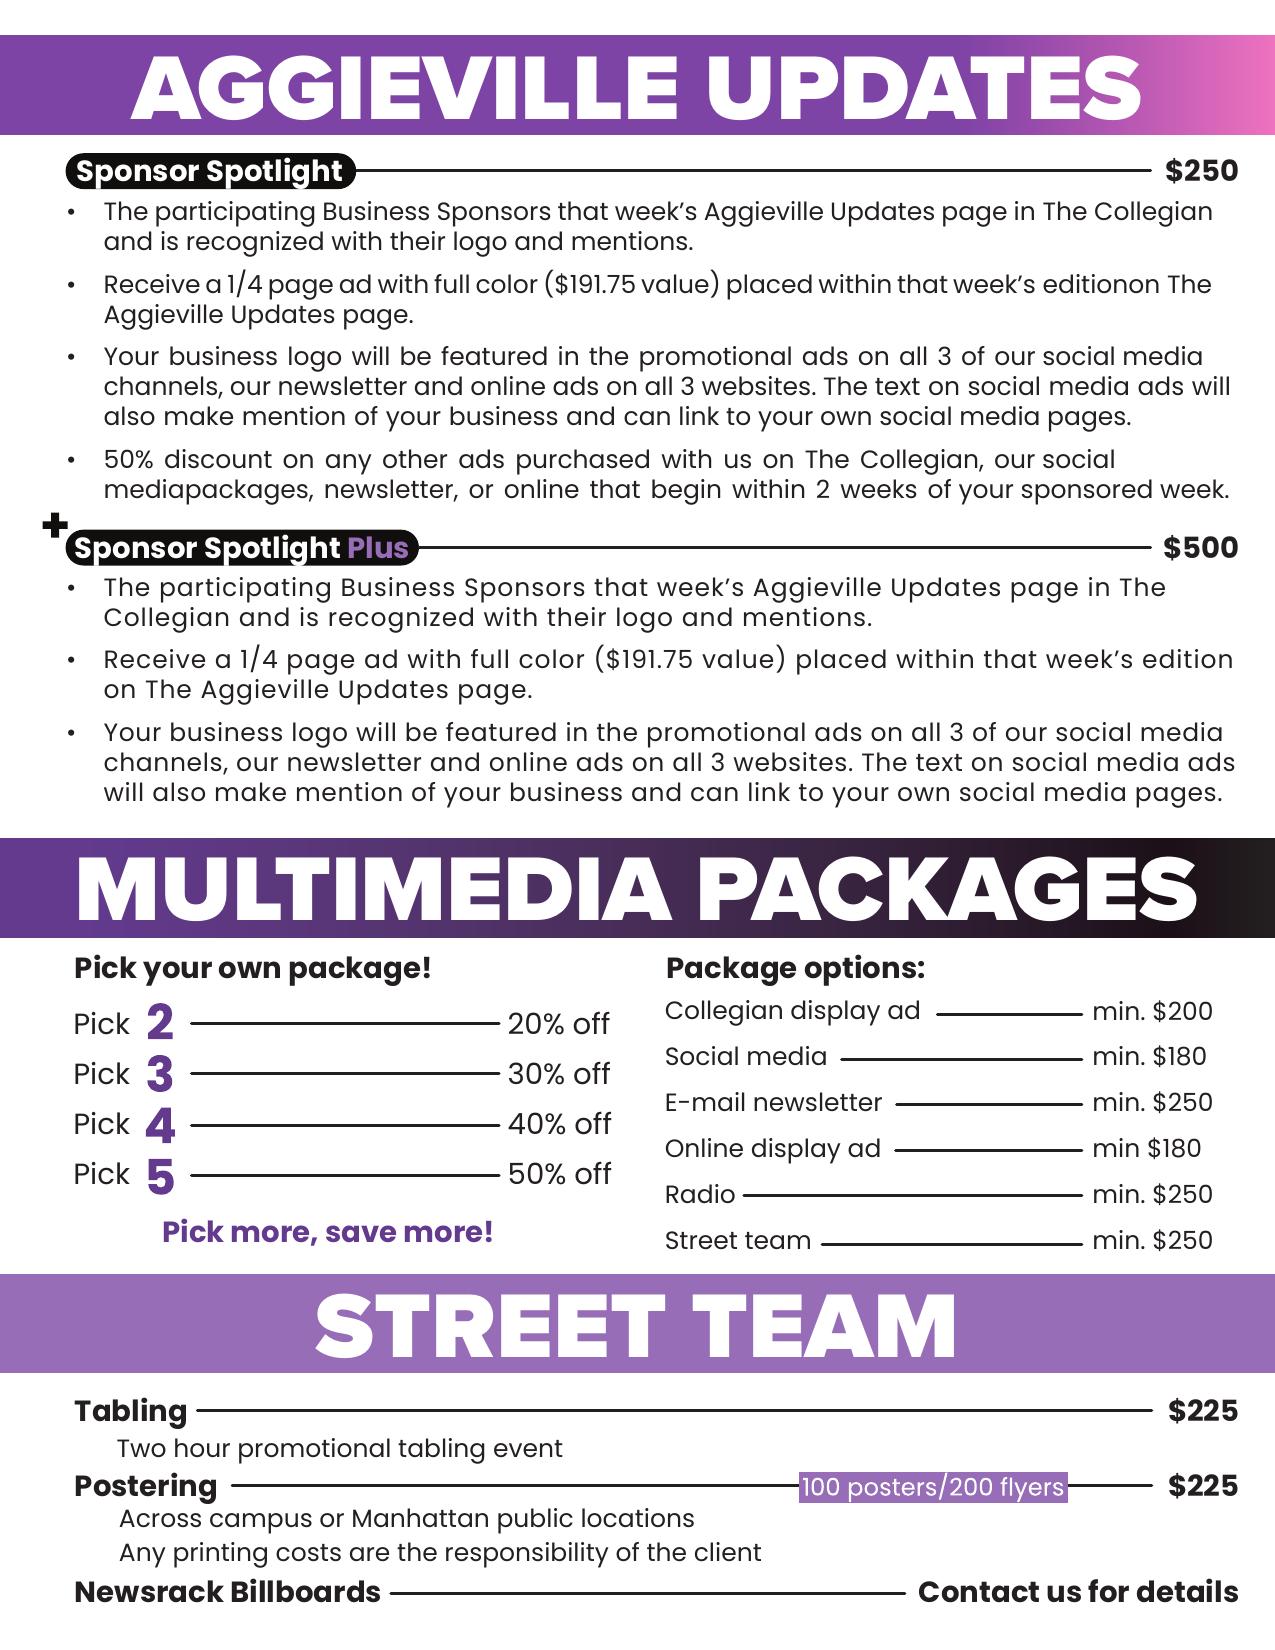 AGGIEVILLE UPDATES
Sponsor Spotlight $250
• The participating Business Sponsors that week’s Aggieville Updates page in The Collegian
and is recognized with their logo and mentions.
• Receive a 1/4 page ad with full color ($191.75 value) placed within that week’s editionon The
Aggieville Updates page.
• Your business logo will be featured in the promotional ads on all 3 of our social media
channels, our newsletter and online ads on all 3 websites. The text on social media ads will
also make mention of your business and can link to your own social media pages.
• 50% discount on any other ads purchased with us on The Collegian, our social
mediapackages, newsletter, or online that begin within 2 weeks of your sponsored week.
+
Sponsor Spotlight Plus $500
• The participating Business Sponsors that week’s Aggieville Updates page in The
Collegian and is recognized with their logo and mentions.
• Receive a 1/4 page ad with full color ($191.75 value) placed within that week’s edition
on The Aggieville Updates page.
• Your business logo will be featured in the promotional ads on all 3 of our social media
channels, our newsletter and online ads on all 3 websites. The text on social media ads
will also make mention of your business and can link to your own social media pages.
MULTIMEDIA PACKAGES
Pick your own package!
Pick 2 20% off
Pick 3 30% off
Pick 4 40% off
Pick 5 50% off
Pick more, save more!
Package options:
Collegian display ad min. $200
Social media min. $180
E-mail newsletter min. $250
Online display ad min $180
Radio min. $250
Street team min. $250
STREET TEAM
Tabling $225
Two hour promotional tabling event
Postering 100 posters/200 flyers $225
Across campus or Manhattan public locations
Any printing costs are the responsibility of the client
Newsrack Billboards Contact us for details